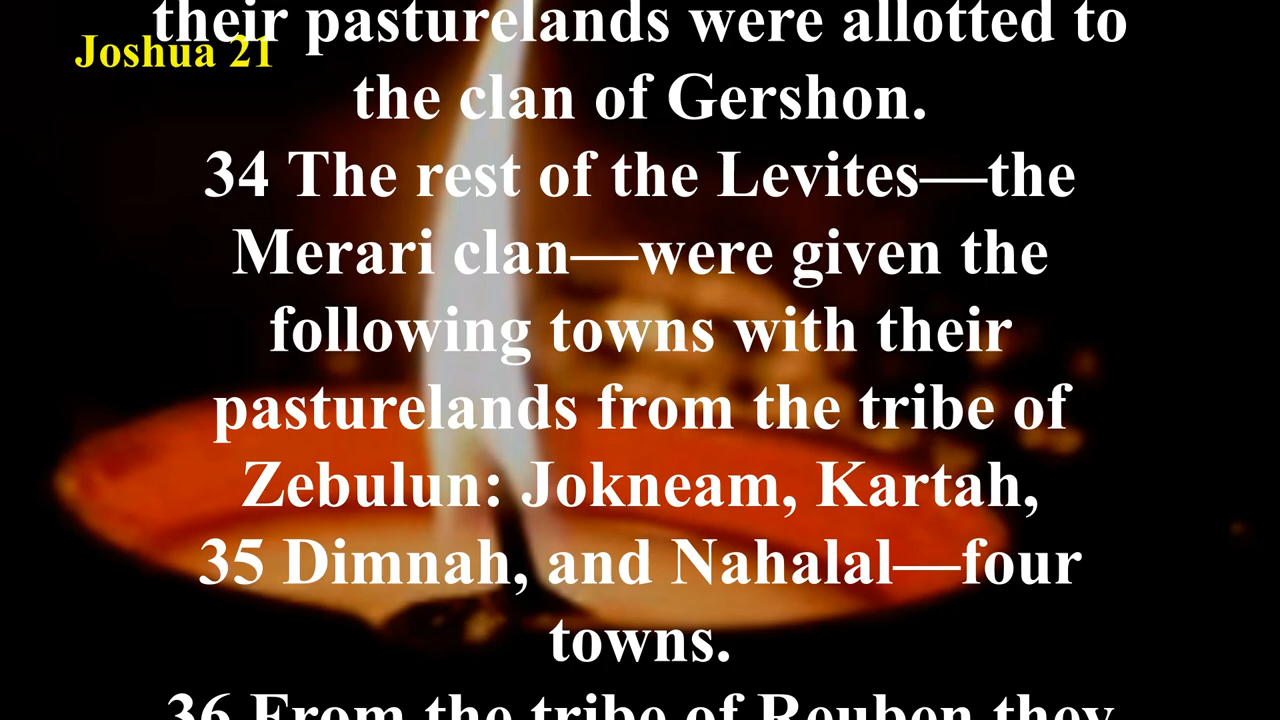 their pasturelands were allotted to
Joshua 21
the clan of Gershon.
34 The rest of the Levites—the
Merari clan—were given the
following towns with their
pasturelands from the tribe of
Zebulun: Jokneam, Kartah,
35 Dimnah, and Nahalal—four
towns.
36 From the tribe of Reuben they